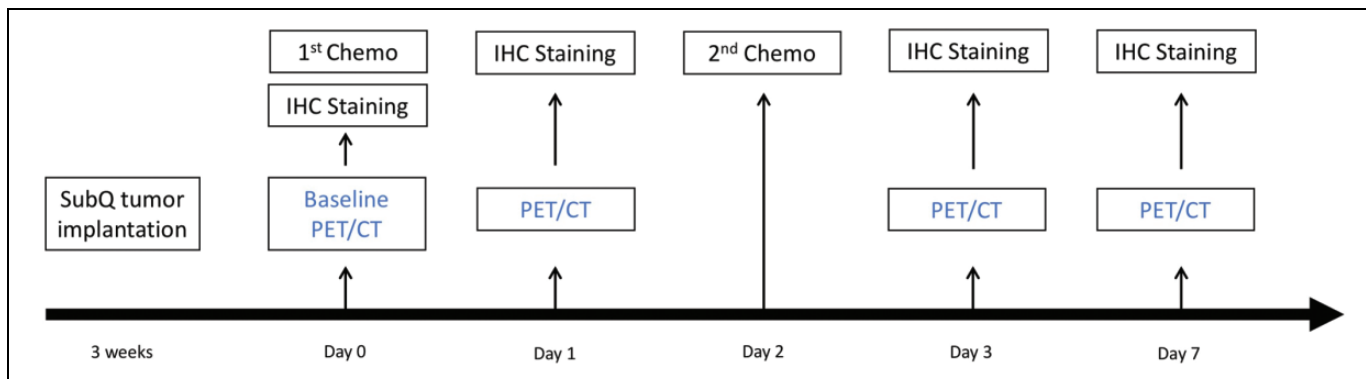 1st Chemo
IHC Staining
IHC Staining
2nd Chemo
IHC Staining
IHC Staining
SubQ tumor
implantation
Baseline
PET/CT
PET/CT
PET/CT
PET/CT
3 weeks
Day 0
Day 1
Day 2
Day 3
Day 7